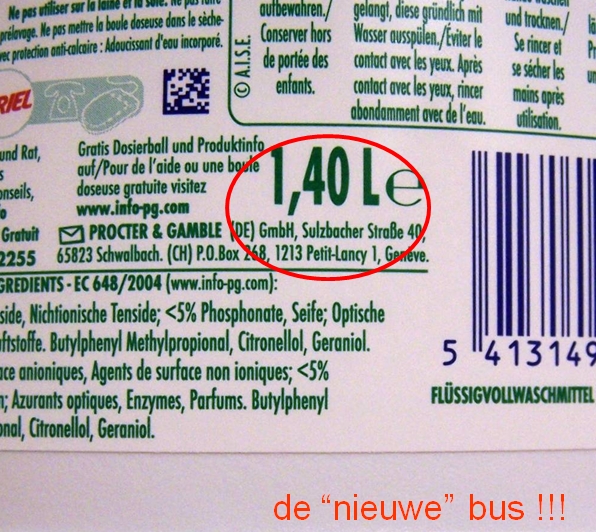 Ne pas utiliser sur la laine et la soie. Ne pas faire
prélavage. Ne pas mettre la boule doseuse dans le sèche-
avec protection anti-calcaire : Adoucissant d'eau incorporé.
RIEL
© A.I.S.E.
aufbewahren./
Conserver hors
de portée des
enfants.
gelangt, diese gründlich mit
Wasser ausspülen./Éviter le
contact avec les yeux. Après
contact avec les yeux, rincer
abondamment avec de l'eau.
und trocknen./
Se rincer et
se sécher les
mains après
utilisation.
und Rat,
onseils,
Gratuit
2255
Gratis Dosierball und Produktinfo
auf/Pour de l'aide ou une boule
doseuse gratuite visitez
www.info-pg.com
1,40 L e
PROCTER & GAMBLE (DE) GmbH, Sulzbacher Straße 40,
65823 Schwalbach. (CH) P.O.Box 268, 1213 Petit-Lancy 1, Genève.
GREDIENTS - EC 648/2004 (www.info-pg.com):
side, Nichtionische Tenside; <5% Phosphonate, Seife; Optische
ftstoffe. Butylphenyl Methylpropional, Citronellol, Geraniol.
ace anioniques, Agents de surface non ioniques; <5%
n; Azurants optiques, Enzymes, Parfums. Butylphenyl
onal, Citronellol, Geraniol.
5 413149
FLÜSSIGVOLLWASCHMITTEL
de “nieuwe” bus !!!